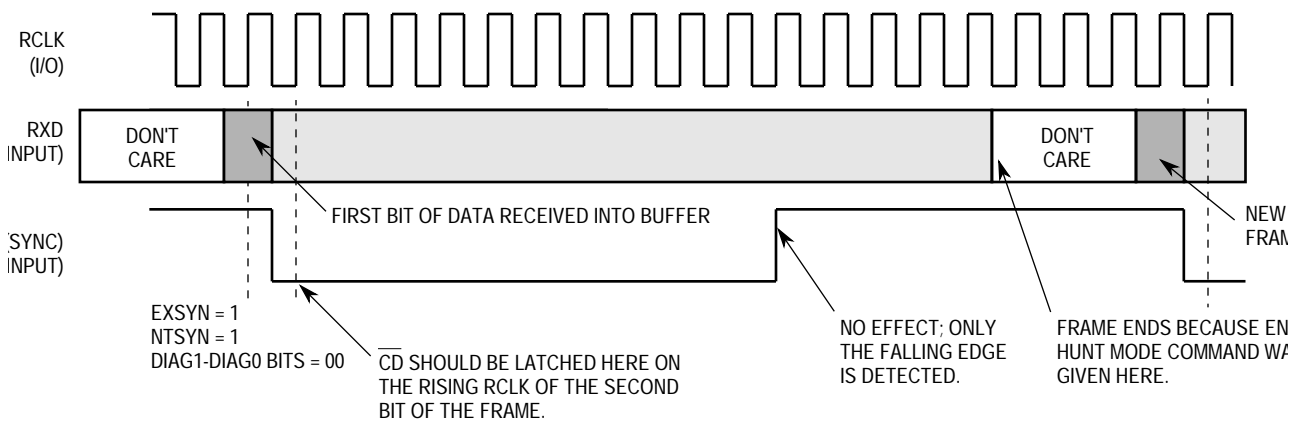 RCLK
(I/O)
RXD
INPUT)
DON'T
CARE
DON'T
CARE
FIRST BIT OF DATA RECEIVED INTO BUFFER
NEW
(SYNC)
INPUT)
EXSYN = 1
NTSYN = 1
DIAG1-DIAG0 BITS = 00
CD SHOULD BE LATCHED HERE ON
THE RISING RCLK OF THE SECOND
BIT OF THE FRAME.
NO EFFECT; ONLY
THE FALLING EDGE
IS DETECTED.
FRAME ENDS BECAUSE
HUNT MODE COMMAND
GIVEN HERE.